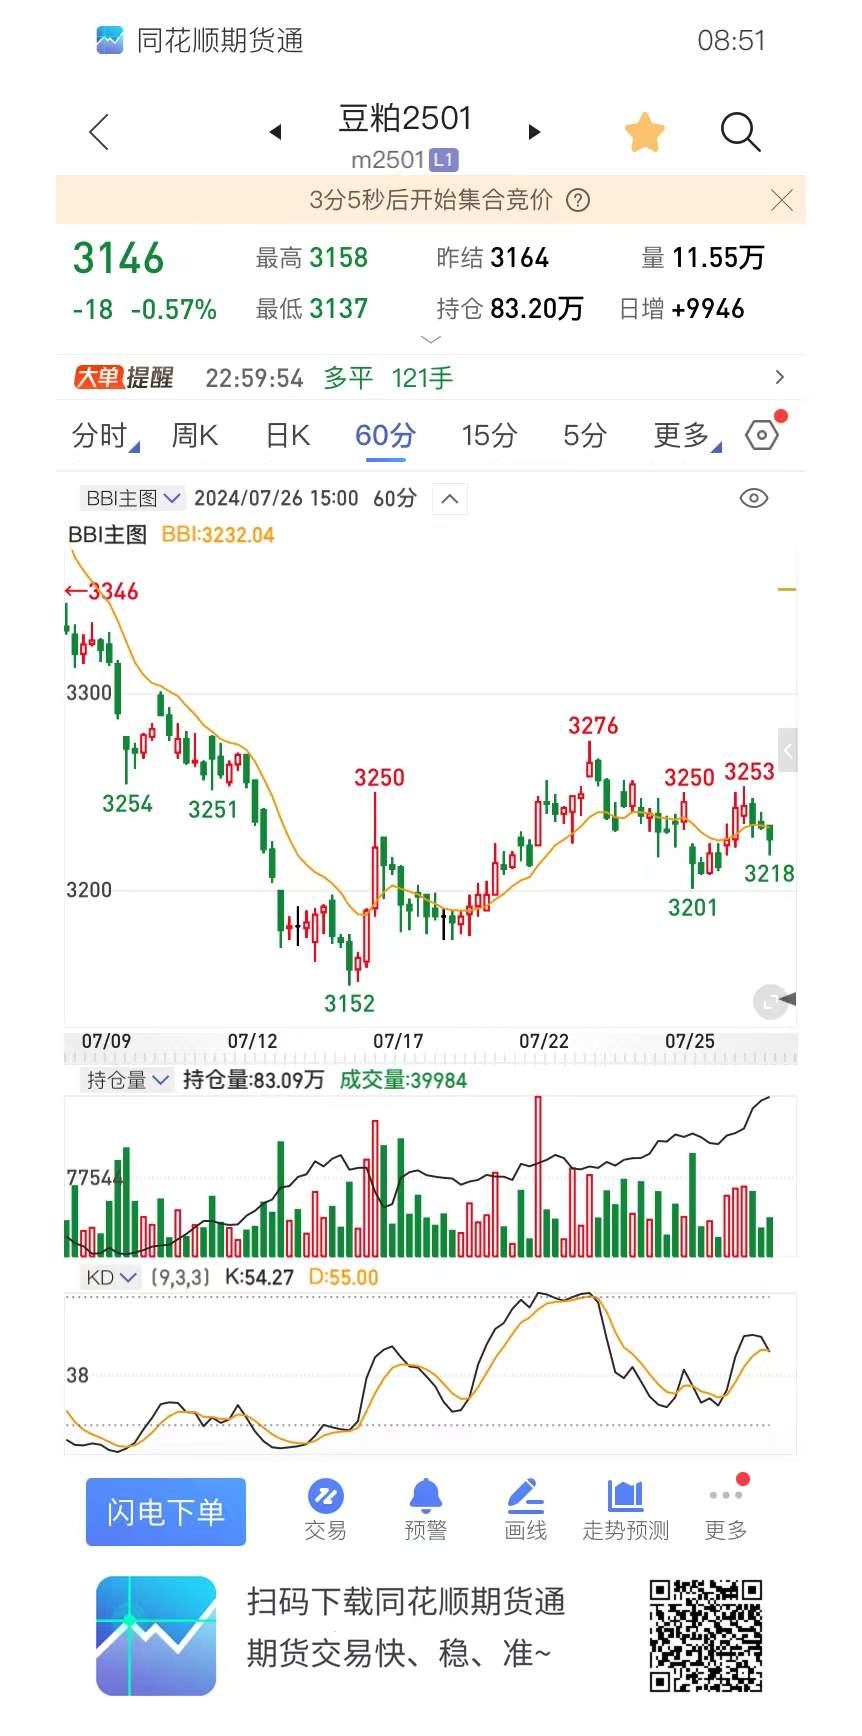 同花顺期货通 08:51
豆粕2501
m2501 L1
3分5秒后开始集合竞价 ?
3146 最高 3158 昨结 3164 量 11.55万
-18 -0.57% 最低 3137 持仓 83.20万 日增 +9946
大单提醒 22:59:54 多平 121手
分时 周K 日K 60分 15分 5分 更多
BBI主图 2024/07/26 15:00 60分
BBI主图 BBI:3232.04
←3346
3300
3276
3250 3250 3253
3254 3251
3218
3200
3201
3152
07/09 07/12 07/17 07/22 07/25
持仓量 持仓量:83.09万 成交量:39984
77544
KD (9,3,3) K:54.27 D:55.00
38
闪电下单 交易 预警 画线 走势预测 更多
扫码下载同花顺期货通
期货交易快、稳、准~